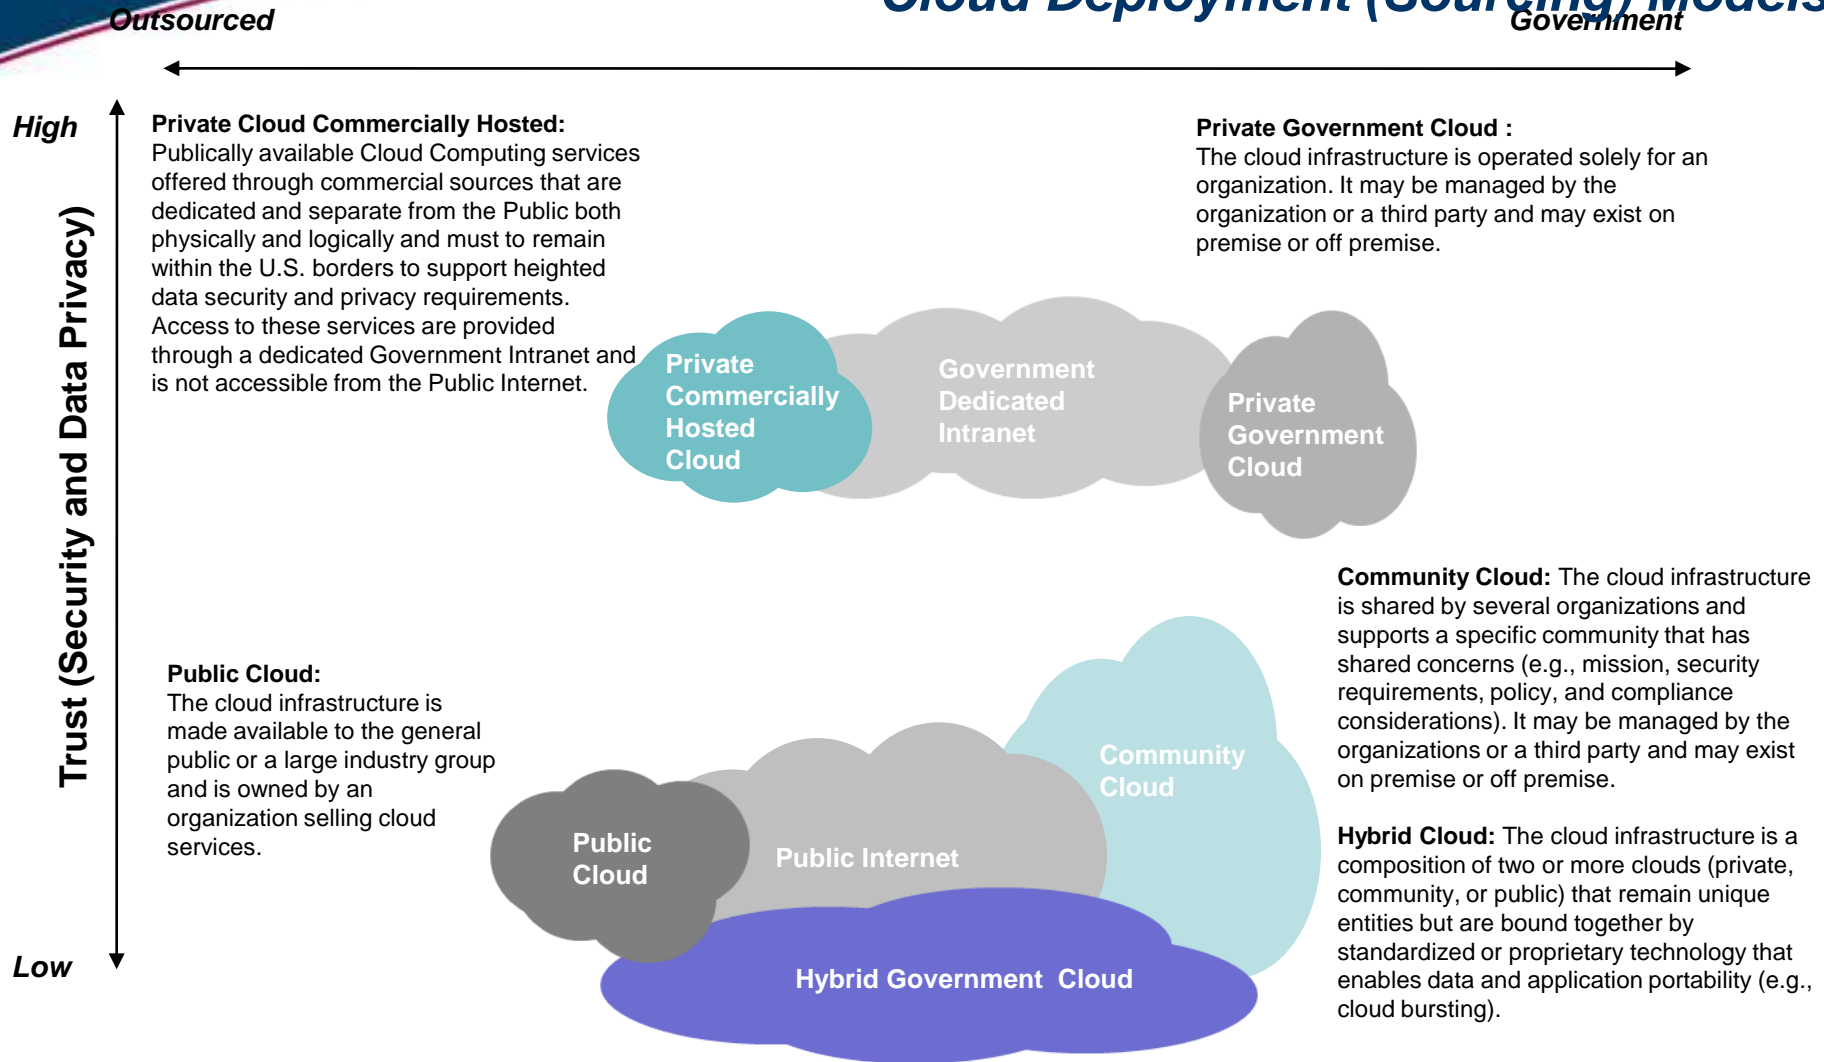 Cloud Deployment (Sourcing) Models
Outsourced
Government
High
Trust (Security and Data Privacy)
Low
Private Cloud Commercially Hosted:
Publically available Cloud Computing services
offered through commercial sources that are
dedicated and separate from the Public both
physically and logically and must to remain
within the U.S. borders to support heighted
data security and privacy requirements.
Access to these services are provided
through a dedicated Government Intranet and
is not accessible from the Public Internet.
Private Government Cloud :
The cloud infrastructure is operated solely for an
organization. It may be managed by the
organization or a third party and may exist on
premise or off premise.
Private
Commercially
Hosted
Cloud
Government
Dedicated
Intranet
Private
Government
Cloud
Public Cloud:
The cloud infrastructure is
made available to the general
public or a large industry group
and is owned by an
organization selling cloud
services.
Public
Cloud
Public Internet
Community
Cloud
Hybrid Government  Cloud
Community Cloud: The cloud infrastructure
is shared by several organizations and
supports a specific community that has
shared concerns (e.g., mission, security
requirements, policy, and compliance
considerations). It may be managed by the
organizations or a third party and may exist
on premise or off premise.
Hybrid Cloud: The cloud infrastructure is a
composition of two or more clouds (private,
community, or public) that remain unique
entities but are bound together by
standardized or proprietary technology that
enables data and application portability (e.g.,
cloud bursting).